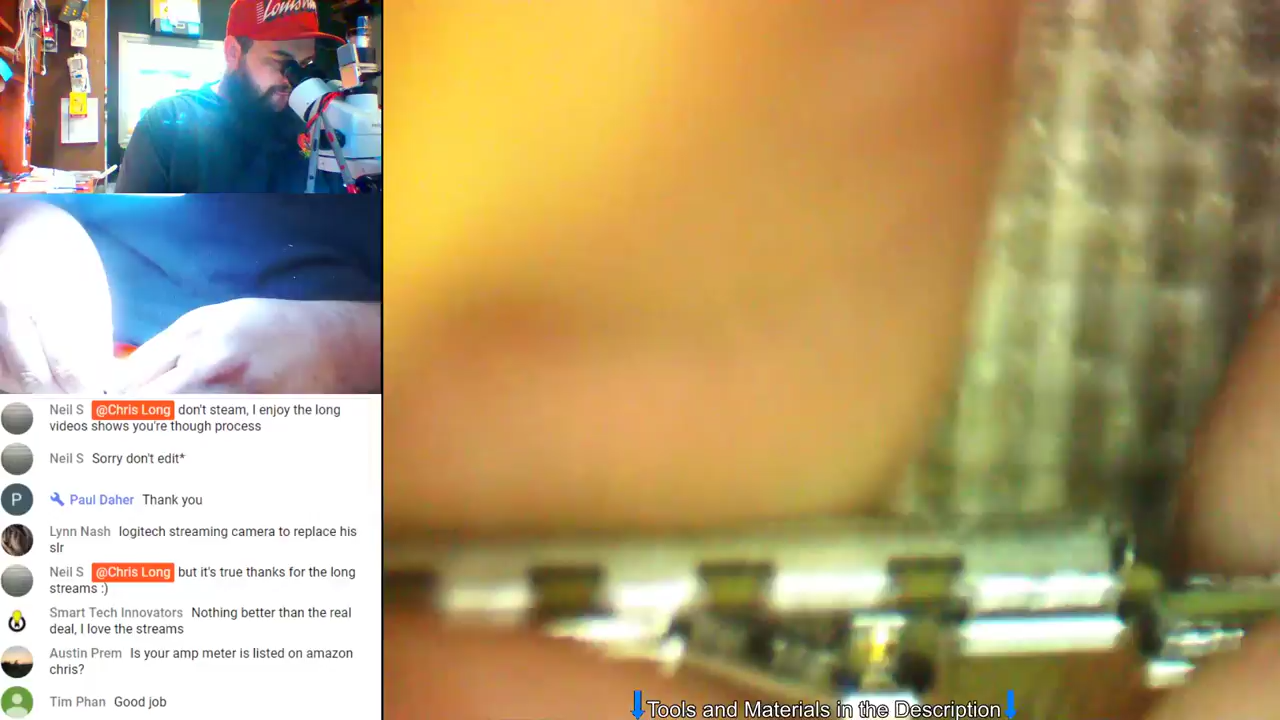 Louisville
Neil S @Chris Long don't steam, I enjoy the long
videos shows you're though process
Neil S Sorry don't edit*
P
Paul Daher Thank you
Lynn Nash logitech streaming camera to replace his
slr
Neil S @Chris Long but it's true thanks for the long
streams :)
Smart Tech Innovators Nothing better than the real
deal, I love the streams
Austin Prem Is your amp meter is listed on amazon
chris?
Tim Phan Good job
Tools and Materials in the Description